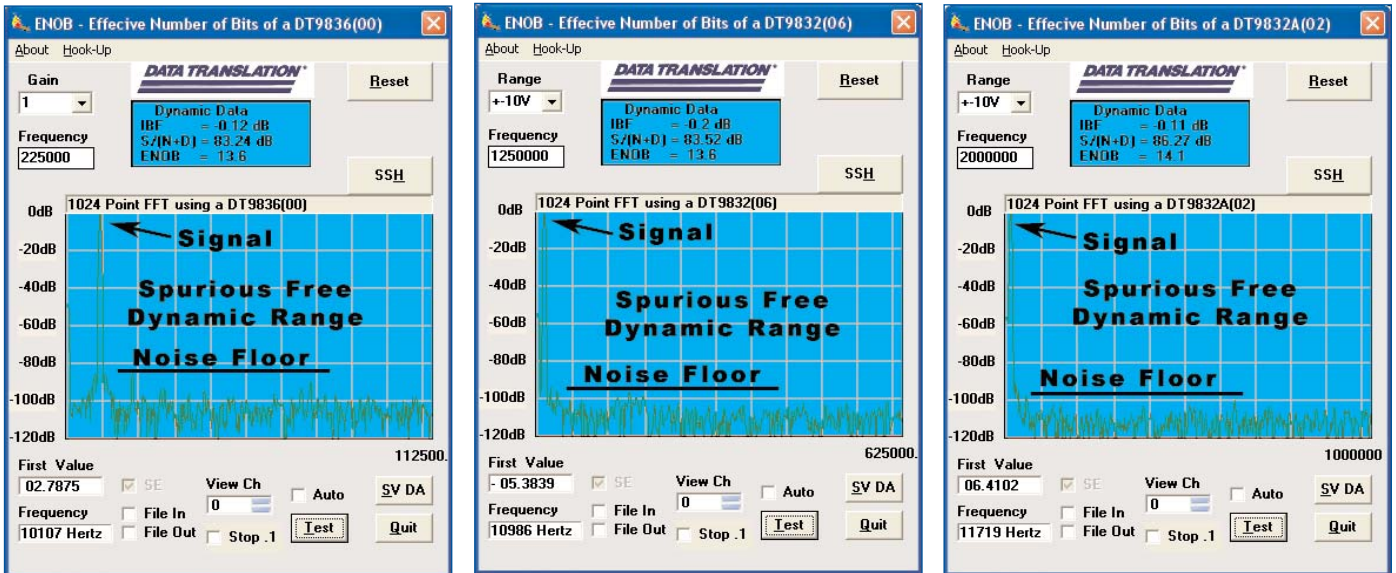 ENOB - Effecive Number of Bits of a DT9836(00)
About Hook-Up
Gain
1
DATA TRANSLATION
Reset
Dynamic Data
IBF = -0.12 dB
S/(N+D) = 83.24 dB
ENOB = 13.6
Frequency
225000
SSH
1024 Point FFT using a DT9836(00)
0dB
-20dB
-40dB
-60dB
-80dB
-100dB
-120dB
Signal
Spurious Free
Dynamic Range
Noise Floor
112500.
First Value
02.7875
SE
View Ch
0
Auto
SV DA
Frequency
10107 Hertz
File In
File Out
Stop .1
Test
Quit
ENOB - Effecive Number of Bits of a DT9832(06)
About Hook-Up
Range
+-10V
DATA TRANSLATION
Reset
Dynamic Data
IBF = -0.2 dB
S/(N+D) = 83.52 dB
ENOB = 13.6
Frequency
1250000
SSH
1024 Point FFT using a DT9832(06)
0dB
-20dB
-40dB
-60dB
-80dB
-100dB
-120dB
Signal
Spurious Free
Dynamic Range
Noise Floor
625000.
First Value
- 05.3839
SE
View Ch
0
Auto
SV DA
Frequency
10986 Hertz
File In
File Out
Stop .1
Test
Quit
ENOB - Effecive Number of Bits of a DT9832A(02)
About Hook-Up
Range
+-10V
DATA TRANSLATION
Reset
Dynamic Data
IBF = -0.11 dB
S/(N+D) = 86.27 dB
ENOB = 14.1
Frequency
2000000
SSH
1024 Point FFT using a DT9832A(02)
0dB
-20dB
-40dB
-60dB
-80dB
-100dB
-120dB
Signal
Spurious Free
Dynamic Range
Noise Floor
1000000
First Value
06.4102
SE
View Ch
0
Auto
SV DA
Frequency
11719 Hertz
File In
File Out
Stop .1
Test
Quit